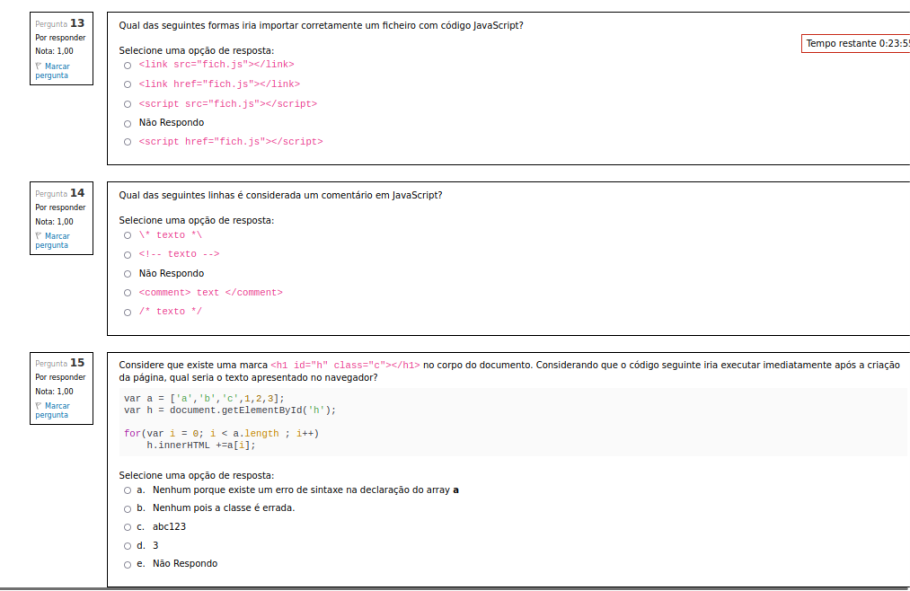 Pergunta 13
Por responder
Nota: 1,00
Marcar
pergunta
Qual das seguintes formas iria importar corretamente um ficheiro com código JavaScript?
Tempo restante 0:23:55
Selecione uma opção de resposta:
<link src="fich.js"></link>
<link href="fich.js"></link>
<script src="fich.js"></script>
Não Respondo
<script href="fich.js"></script>
Pergunta 14
Por responder
Nota: 1,00
Marcar
pergunta
Qual das seguintes linhas é considerada um comentário em JavaScript?
Selecione uma opção de resposta:
\* texto *\
<!-- texto -->
Não Respondo
<comment> text </comment>
/* texto */
Pergunta 15
Por responder
Nota: 1,00
Marcar
pergunta
Considere que existe uma marca <h1 id="h" class="c"></h1> no corpo do documento. Considerando que o código seguinte iria executar imediatamente após a criação
da página, qual seria o texto apresentado no navegador?
var a = ['a','b','c',1,2,3];
var h = document.getElementById('h');
for(var i = 0; i < a.length ; i++)
h.innerHTML +=a[i];
Selecione uma opção de resposta:
a. Nenhum porque existe um erro de sintaxe na declaração do array a
b. Nenhum pois a classe é errada.
c. abc123
d. 3
e. Não Respondo